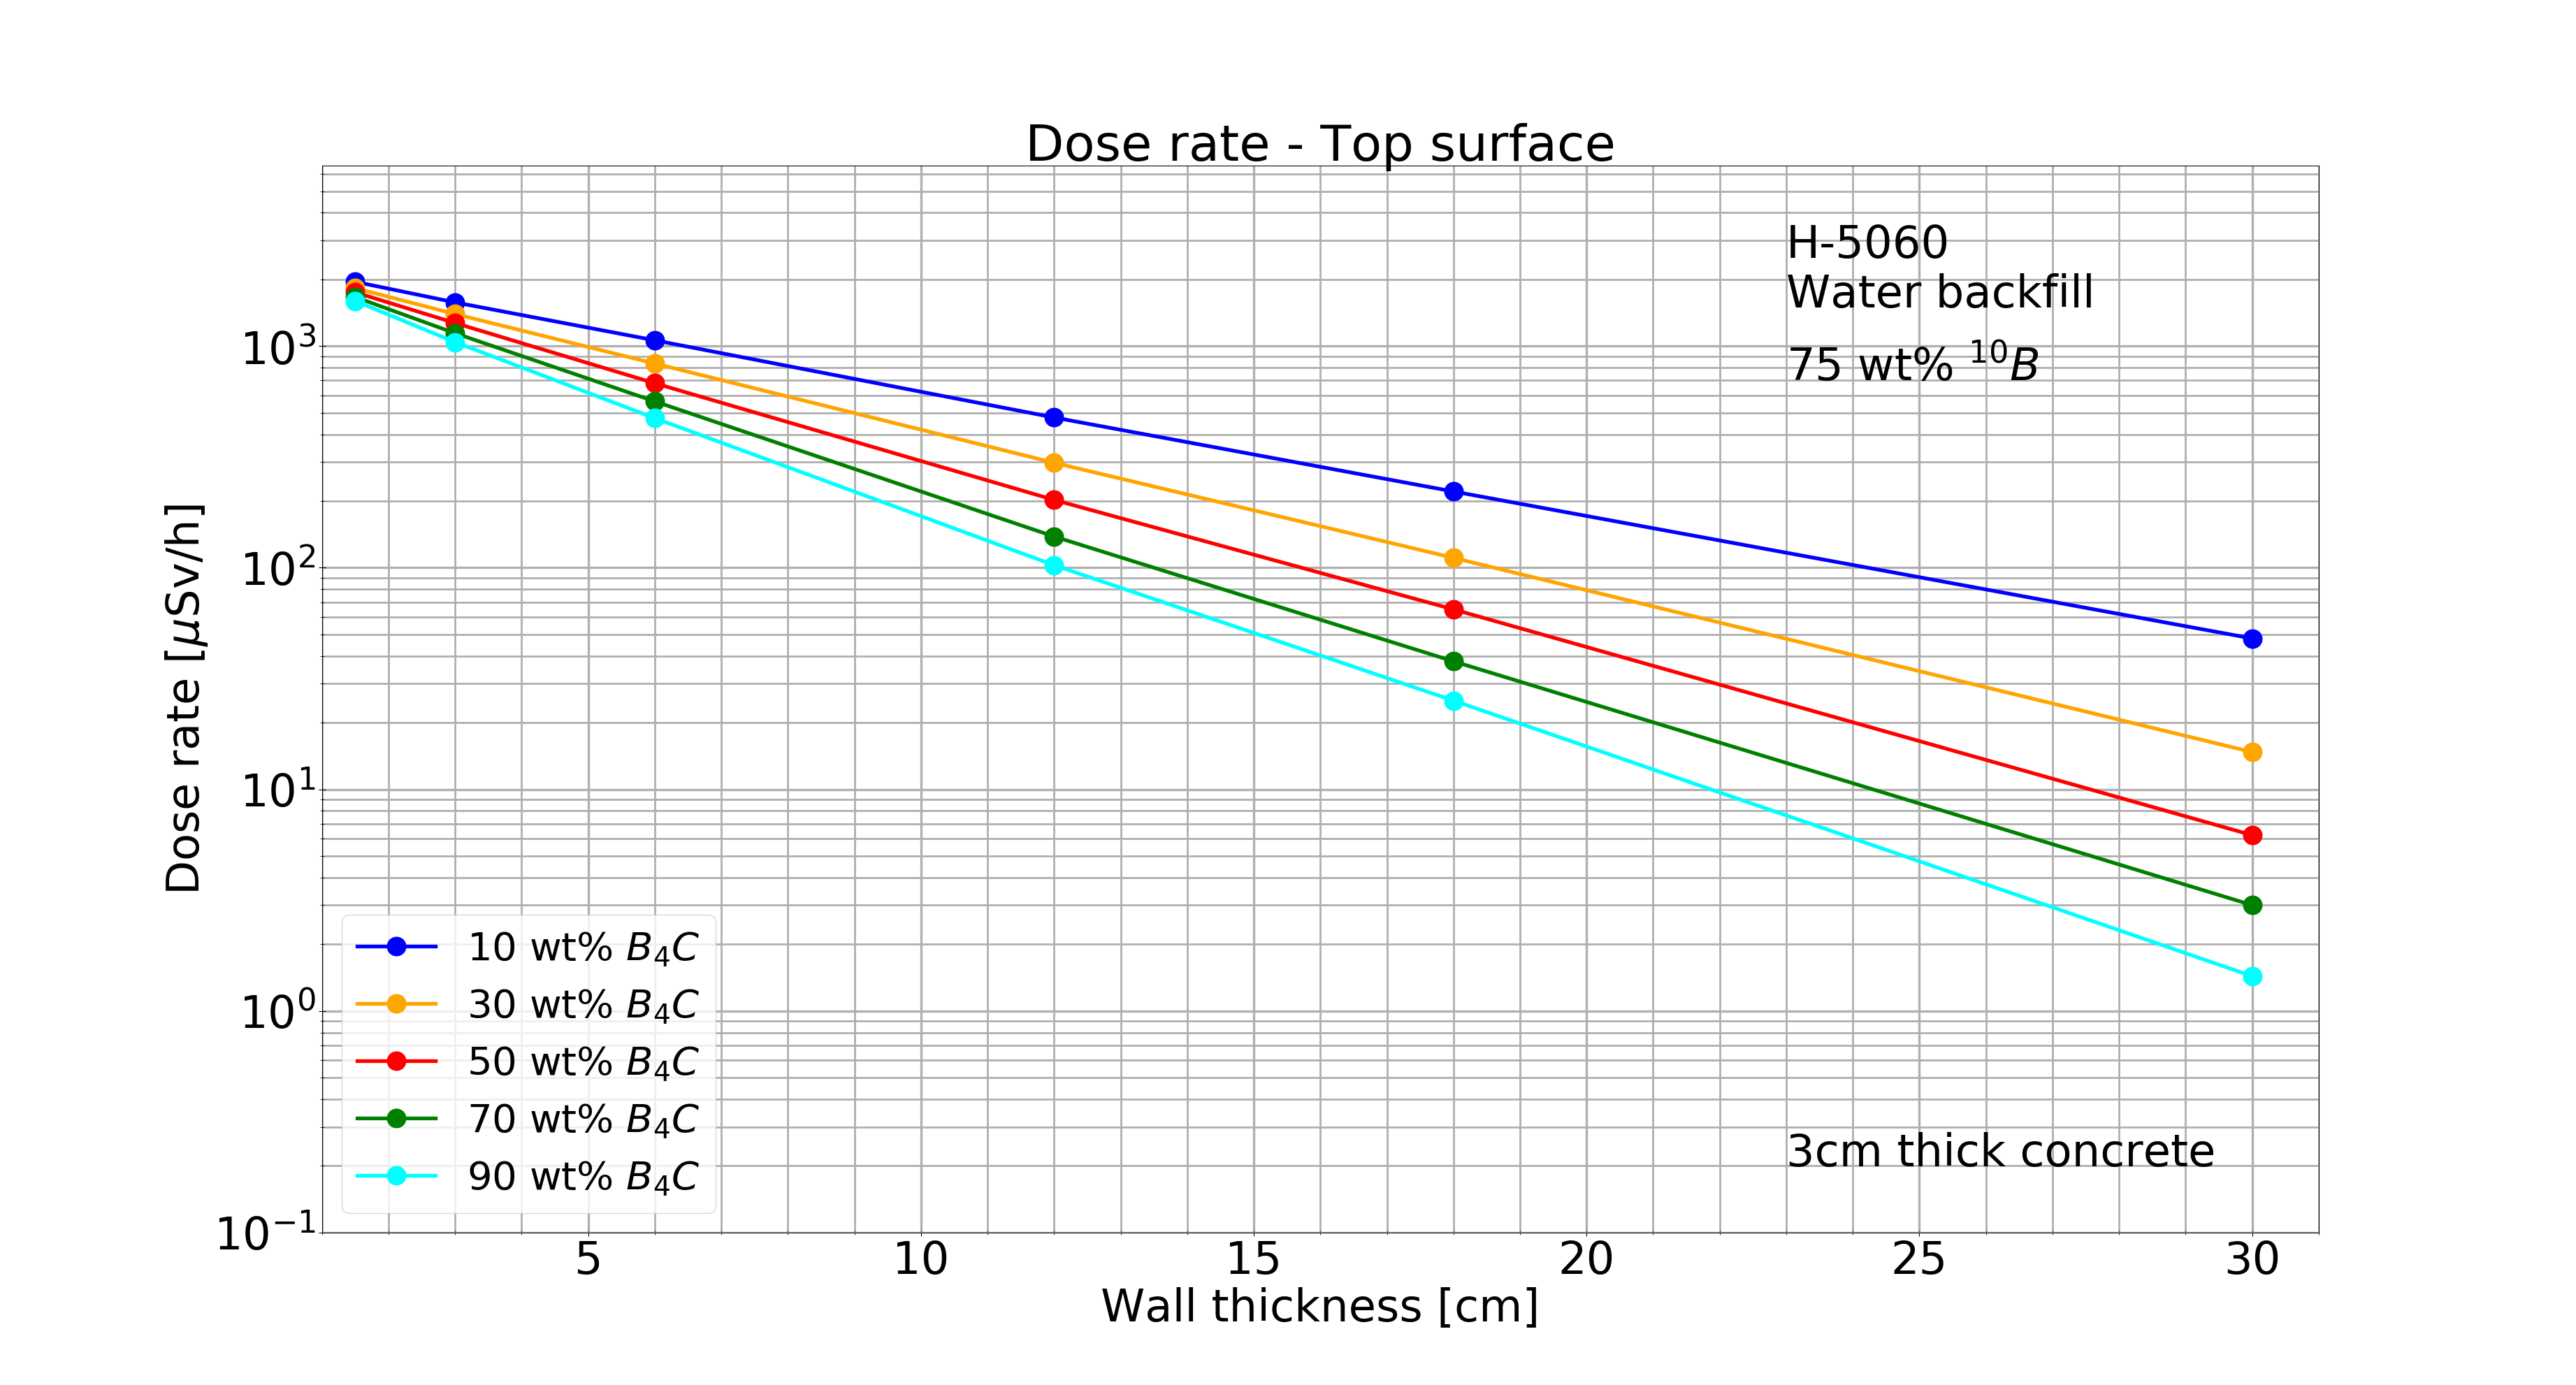 Dose rate - Top surface
H-5060
Water backfill
75 wt% ¹⁰B
Dose rate [μSv/h]
10³
10²
10¹
10⁰
10⁻¹
10 wt% B₄C
30 wt% B₄C
50 wt% B₄C
70 wt% B₄C
90 wt% B₄C
3cm thick concrete
5 10 15 20 25 30
Wall thickness [cm]